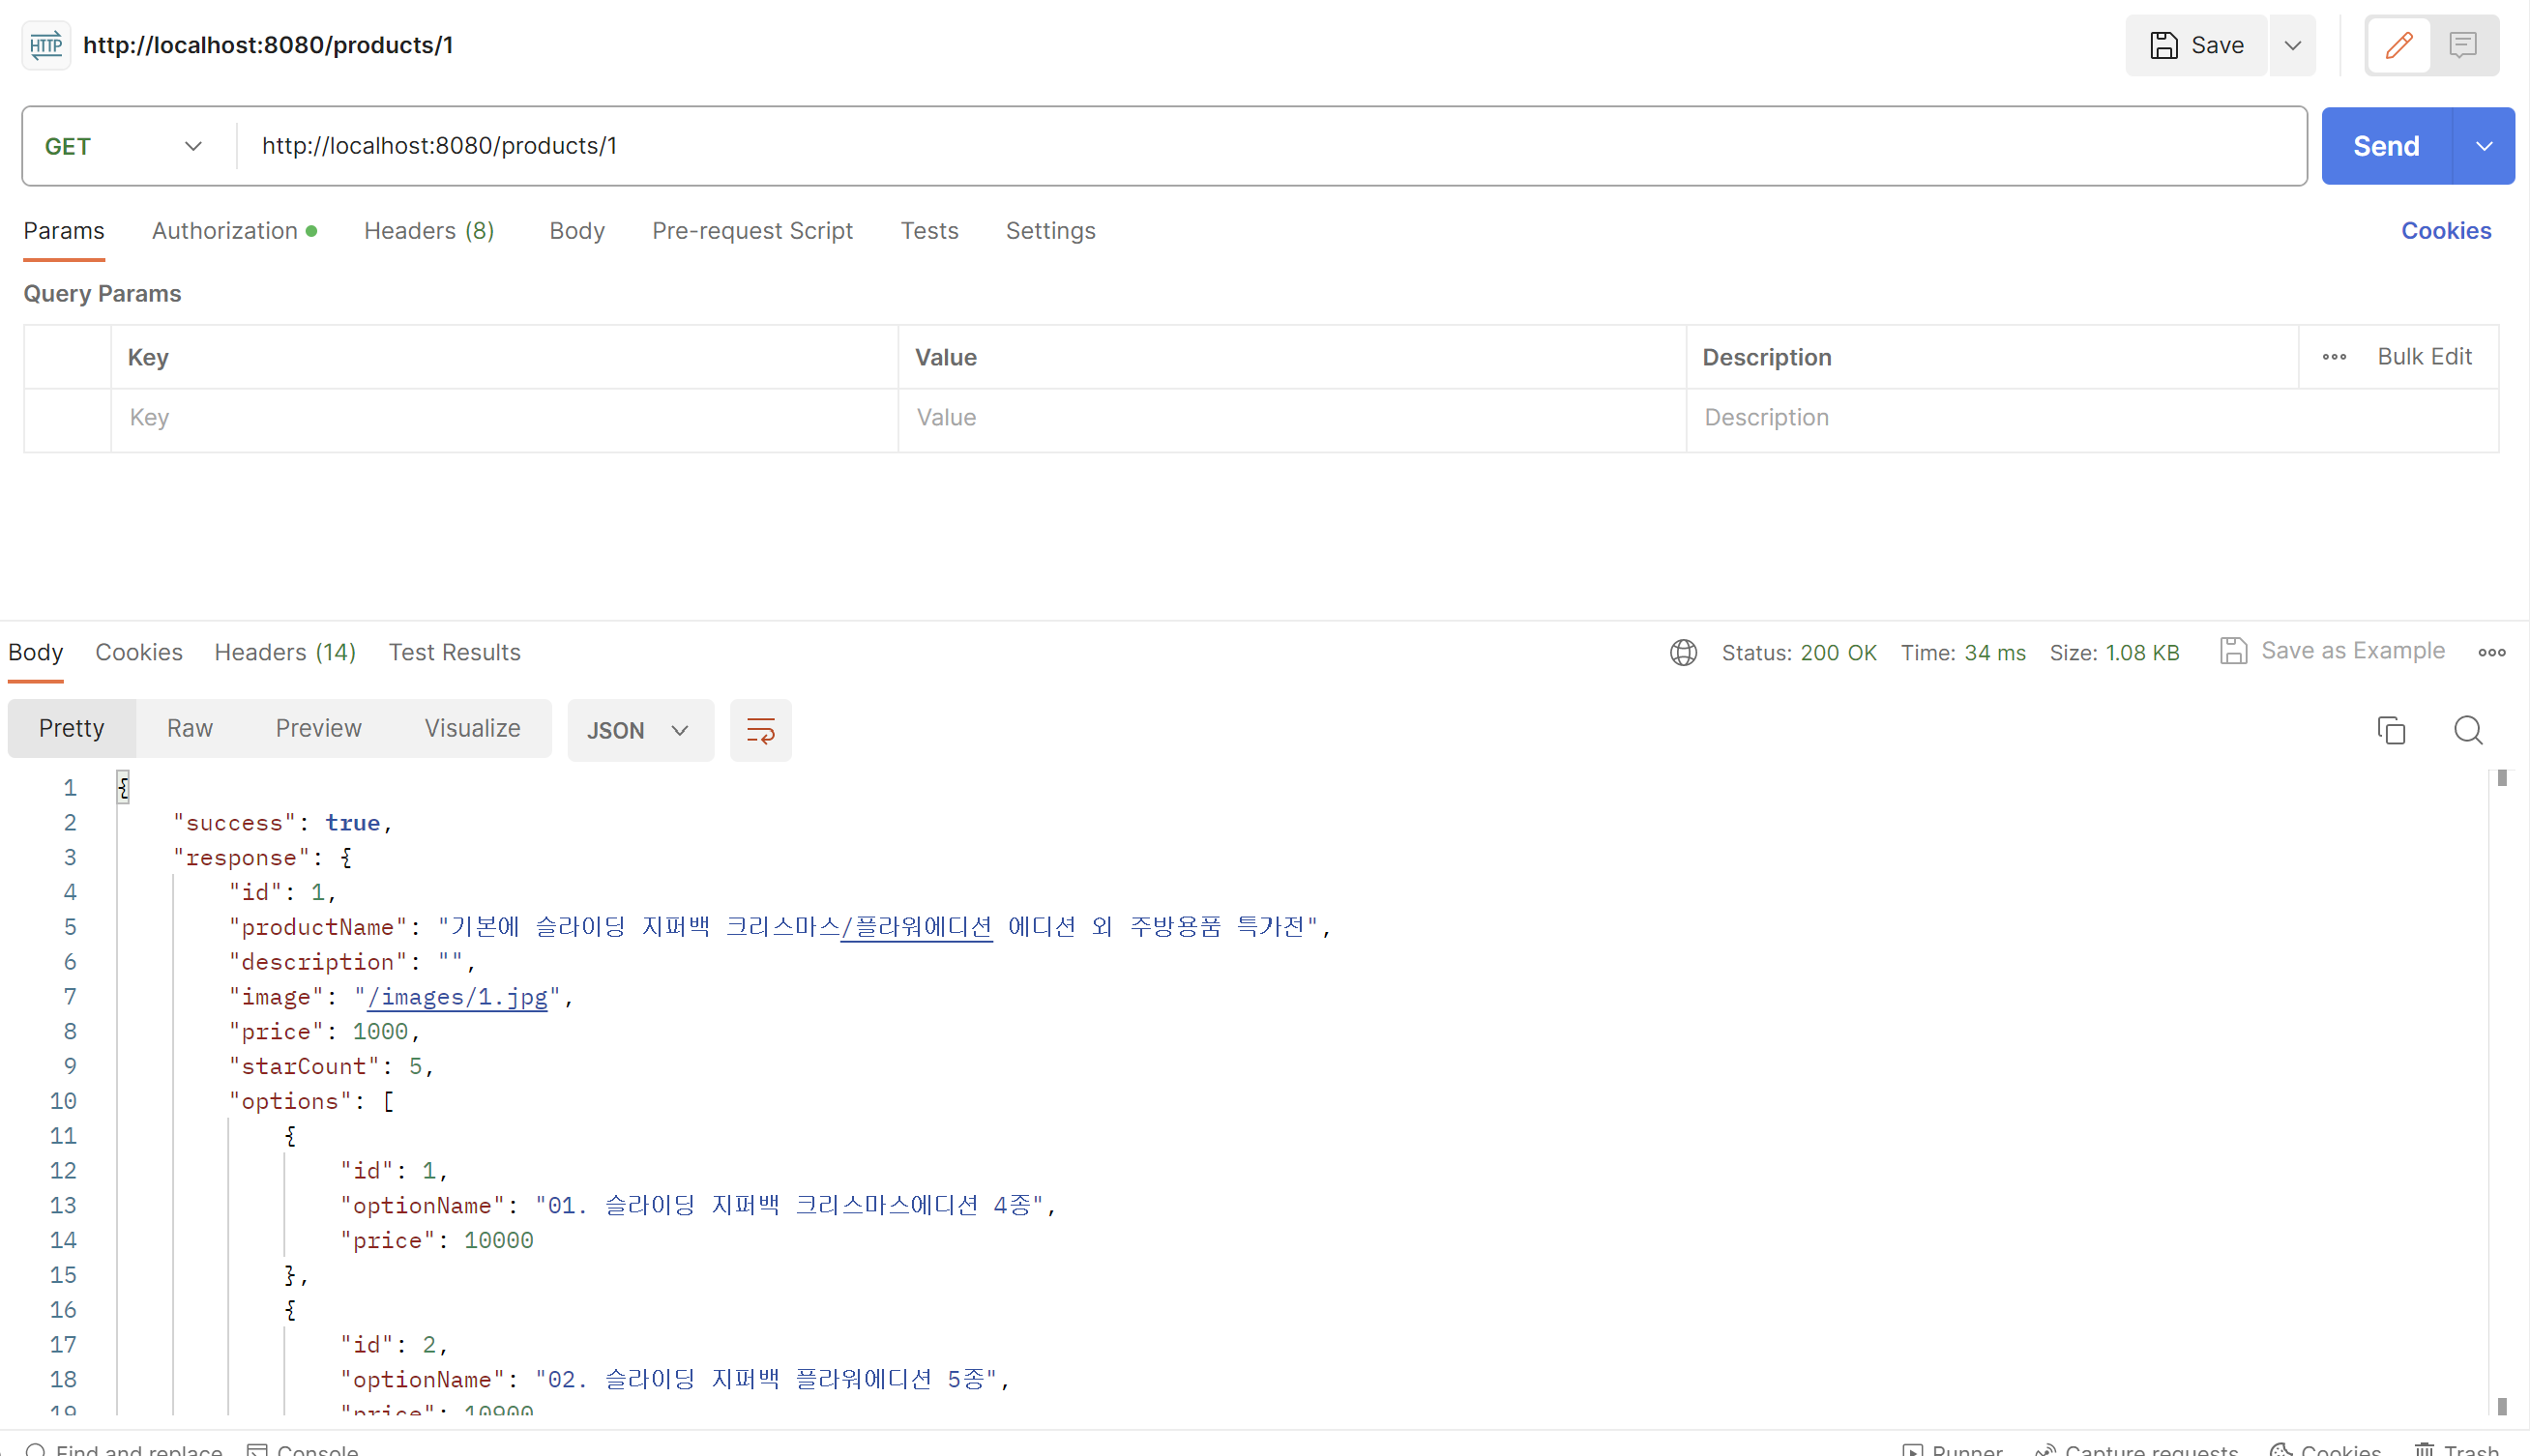 HTTP http://localhost:8080/products/1 Save
GET http://localhost:8080/products/1 Send
Params Authorization Headers (8) Body Pre-request Script Tests Settings Cookies
Query Params
Key Value Description Bulk Edit
Key Value Description
Body Cookies Headers (14) Test Results Status: 200 OK Time: 34 ms Size: 1.08 KB Save as Example
Pretty Raw Preview Visualize JSON
1 {
2 "success": true,
3 "response": {
4 "id": 1,
5 "productName": "기본에 슬라이딩 지퍼백 크리스마스/플라워에디션 에디션 외 주방용품 특가전",
6 "description": "",
7 "image": "/images/1.jpg",
8 "price": 1000,
9 "starCount": 5,
10 "options": [
11 {
12 "id": 1,
13 "optionName": "01. 슬라이딩 지퍼백 크리스마스에디션 4종",
14 "price": 10000
15 },
16 {
17 "id": 2,
18 "optionName": "02. 슬라이딩 지퍼백 플라워에디션 5종",
19 "price": 10900
Find and replace Console Runner Capture requests Cookies Trash